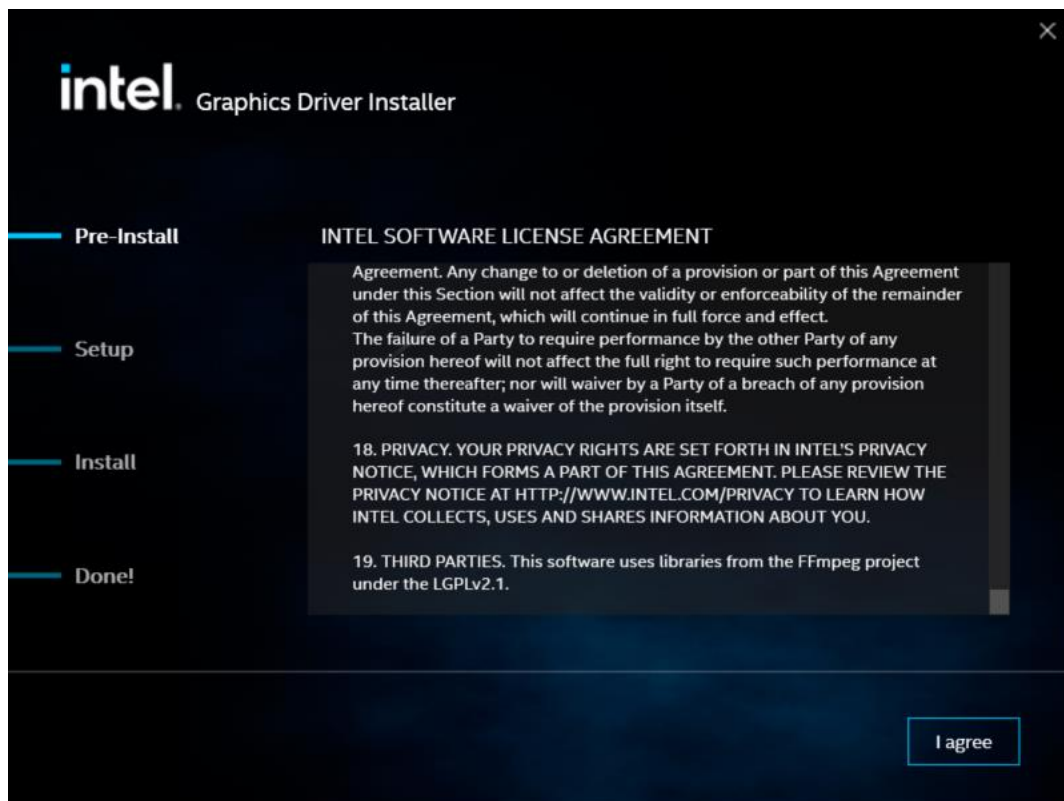 intel. Graphics Driver Installer
Pre-Install
Setup
Install
Done!
INTEL SOFTWARE LICENSE AGREEMENT
Agreement. Any change to or deletion of a provision or part of this Agreement
under this Section will not affect the validity or enforceability of the remainder
of this Agreement, which will continue in full force and effect.
The failure of a Party to require performance by the other Party of any
provision hereof will not affect the full right to require such performance at
any time thereafter; nor will waiver by a Party of a breach of any provision
hereof constitute a waiver of the provision itself.
18. PRIVACY. YOUR PRIVACY RIGHTS ARE SET FORTH IN INTEL'S PRIVACY
NOTICE, WHICH FORMS A PART OF THIS AGREEMENT. PLEASE REVIEW THE
PRIVACY NOTICE AT HTTP://WWW.INTEL.COM/PRIVACY TO LEARN HOW
INTEL COLLECTS, USES AND SHARES INFORMATION ABOUT YOU.
19. THIRD PARTIES. This software uses libraries from the FFmpeg project
under the LGPLv2.1.
I agree